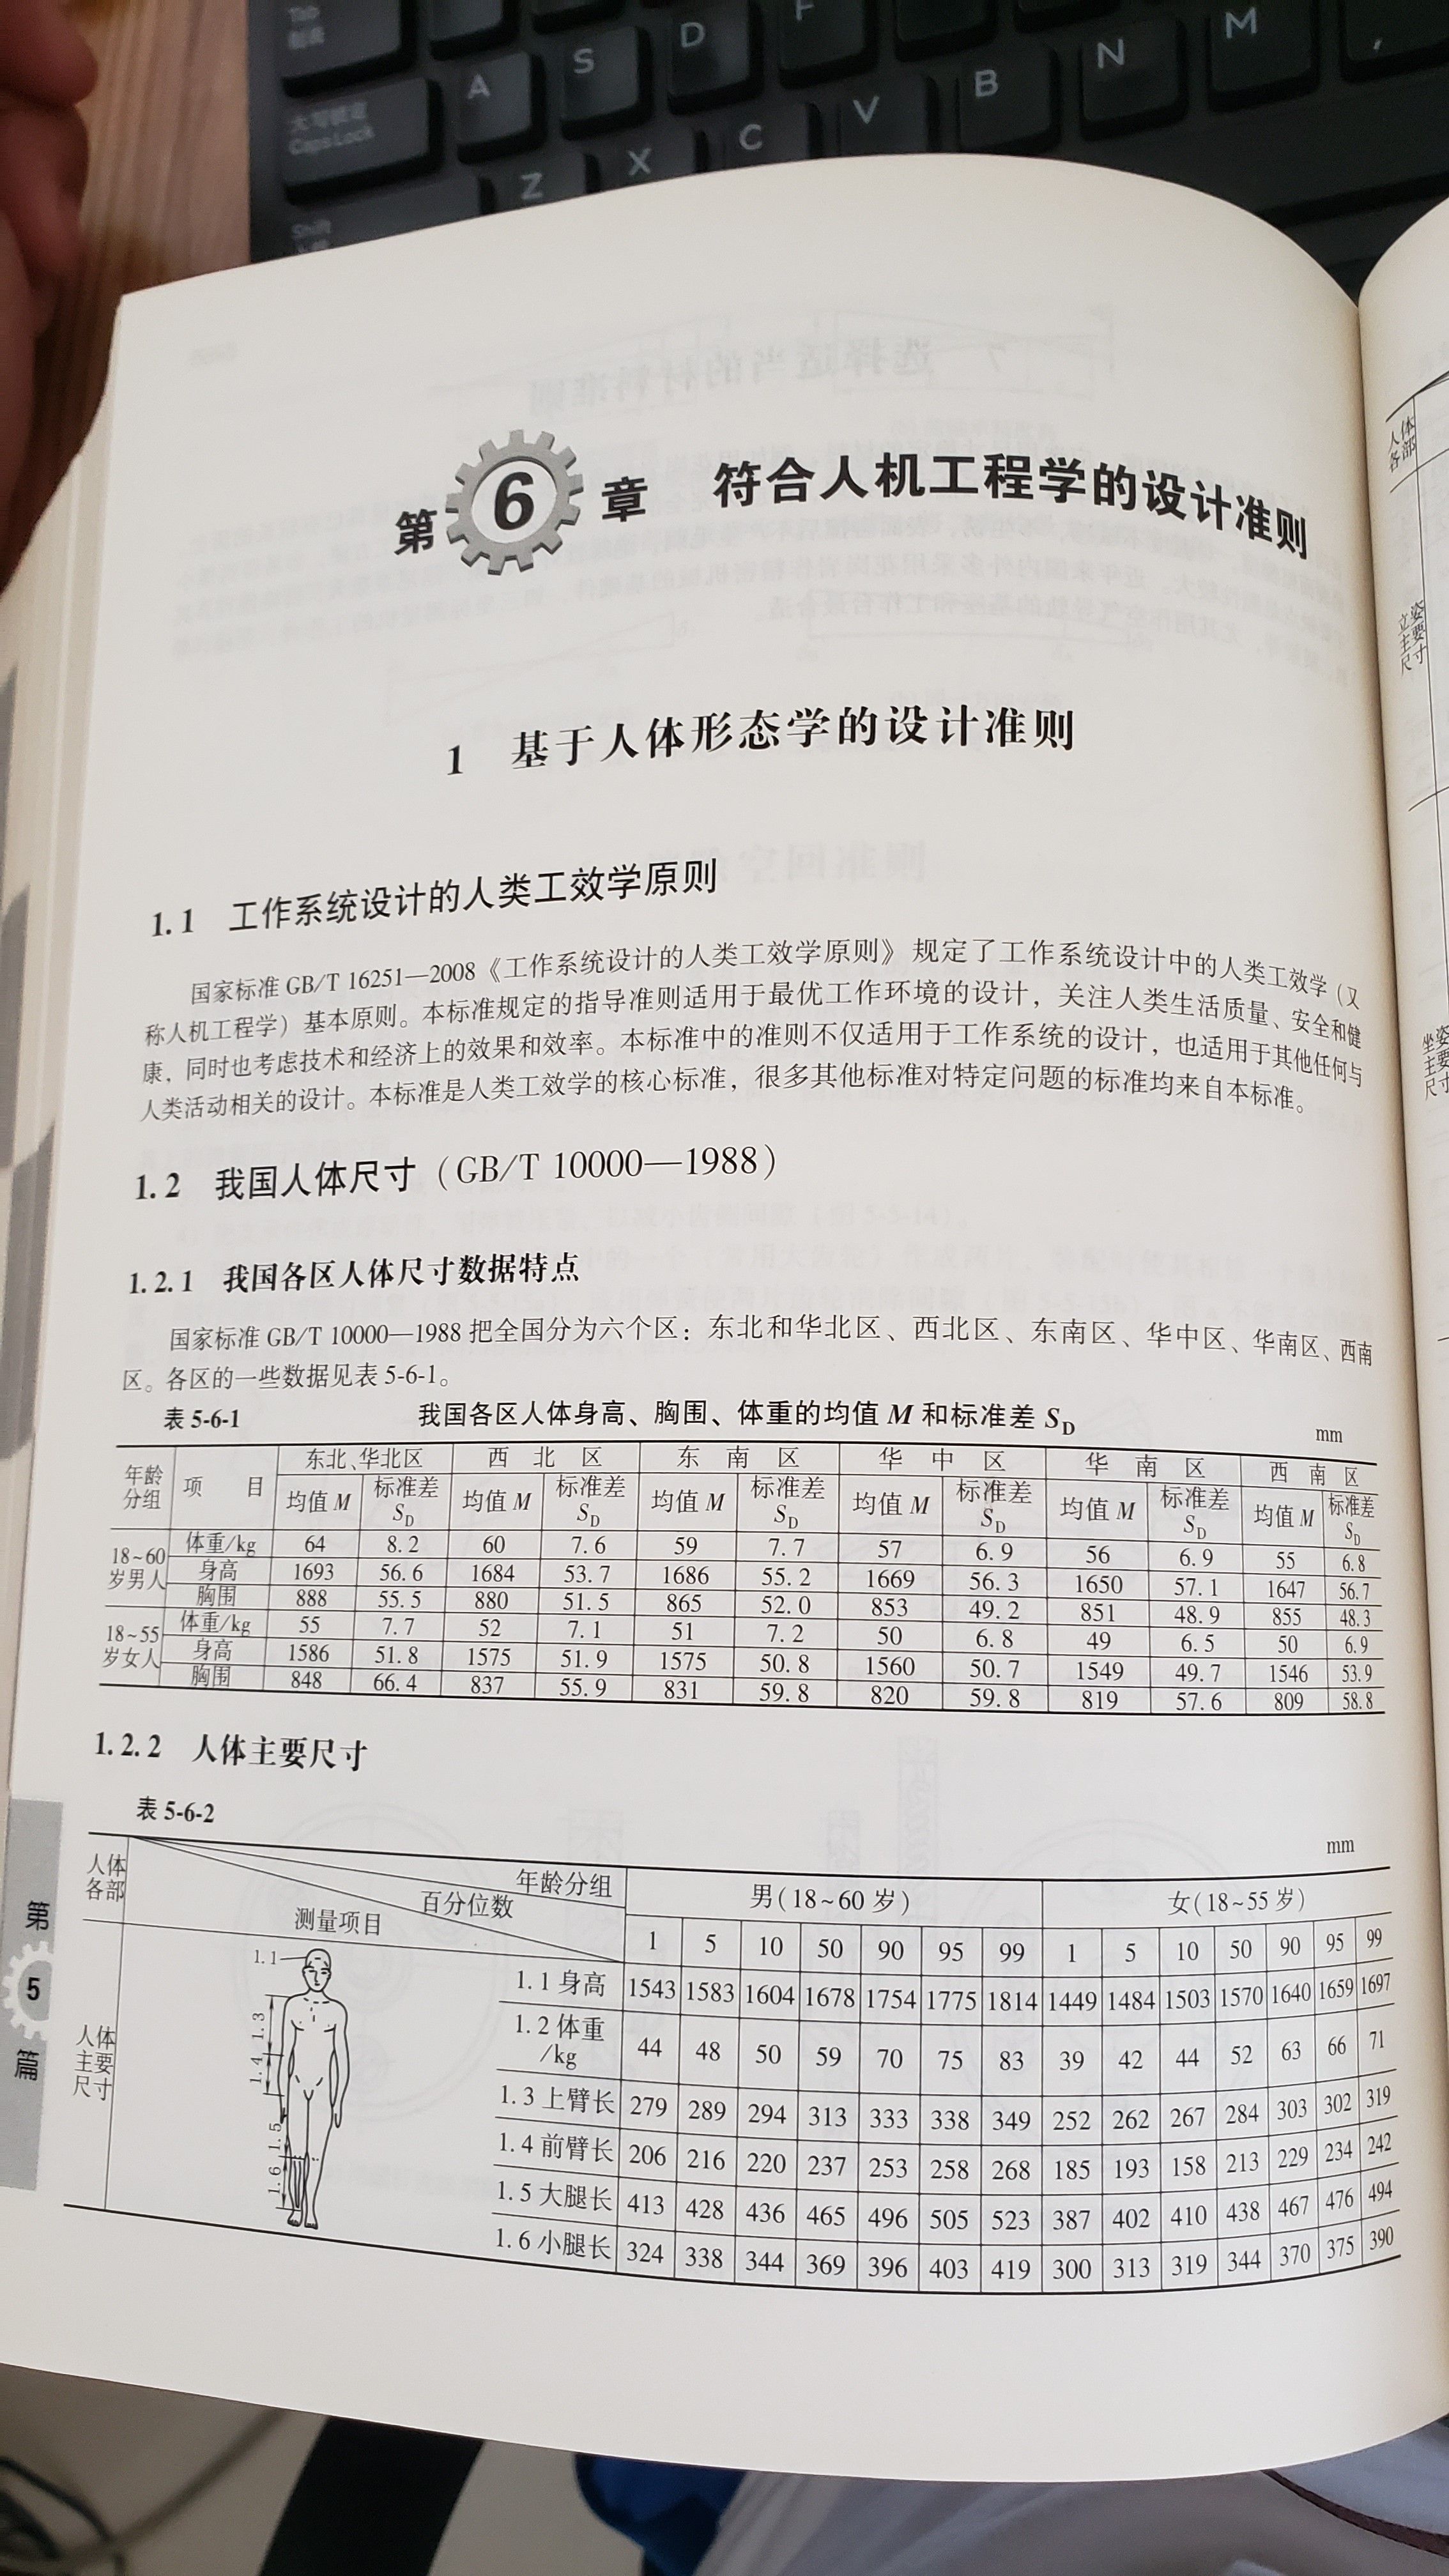 Tab
A
S
D
F
大写锁定
Caps Lock
Z
X
C
V
B
N
M
,
Shift
第6章 符合人机工程学的设计准则
1 基于人体形态学的设计准则
1.1 工作系统设计的人类工效学原则
国家标准 GB/T 16251—2008《工作系统设计的人类工效学原则》规定了工作系统设计中的人类工效学（又
称人机工程学）基本原则。本标准规定的指导准则适用于最优工作环境的设计，关注人类生活质量、安全和健
康，同时也考虑技术和经济上的效果和效率。本标准中的准则不仅适用于工作系统的设计，也适用于其他任何与
人类活动相关的设计。本标准是人类工效学的核心标准，很多其他标准对特定问题的标准均来自本标准。
1.2 我国人体尺寸（GB/T 10000—1988）
1.2.1 我国各区人体尺寸数据特点
国家标准 GB/T 10000—1988 把全国分为六个区：东北和华北区、西北区、东南区、华中区、华南区、西南
区。各区的一些数据见表 5-6-1。
表 5-6-1 我国各区人体身高、胸围、体重的均值 M 和标准差 SD mm
年龄分组 项目 东北、华北区 西北区 东南区 华中区 华南区 西南区
均值 M 标准差 SD 均值 M 标准差 SD 均值 M 标准差 SD 均值 M 标准差 SD 均值 M 标准差 SD 均值 M 标准差 SD
18~60岁男人 体重/kg 64 8.2 60 7.6 59 7.7 57 6.9 56 6.9 55 6.8
身高 1693 56.6 1684 53.7 1686 55.2 1669 56.3 1650 57.1 1647 56.7
胸围 888 55.5 880 51.5 865 52.0 853 49.2 851 48.9 855 48.3
18~55岁女人 体重/kg 55 7.7 52 7.1 51 7.2 50 6.8 49 6.5 50 6.9
身高 1586 51.8 1575 51.9 1575 50.8 1560 50.7 1549 49.7 1546 53.9
胸围 848 66.4 837 55.9 831 59.8 820 59.8 819 57.6 809 58.8
1.2.2 人体主要尺寸
表 5-6-2 mm
人体各部 测量项目 百分位数 年龄分组 男（18~60 岁） 女（18~55 岁）
1 5 10 50 90 95 99 1 5 10 50 90 95 99
人体主要尺寸
1.1
1.3
1.4
1.5
1.6
1.1 身高 1543 1583 1604 1678 1754 1775 1814 1449 1484 1503 1570 1640 1659 1697
1.2 体重/kg 44 48 50 59 70 75 83 39 42 44 52 63 66 71
1.3 上臂长 279 289 294 313 333 338 349 252 262 267 284 303 302 319
1.4 前臂长 206 216 220 237 253 258 268 185 193 158 213 229 234 242
1.5 大腿长 413 428 436 465 496 505 523 387 402 410 438 467 476 494
1.6 小腿长 324 338 344 369 396 403 419 300 313 319 344 370 375 390
第5篇
人体各部
立姿主要尺寸
坐姿主要尺寸